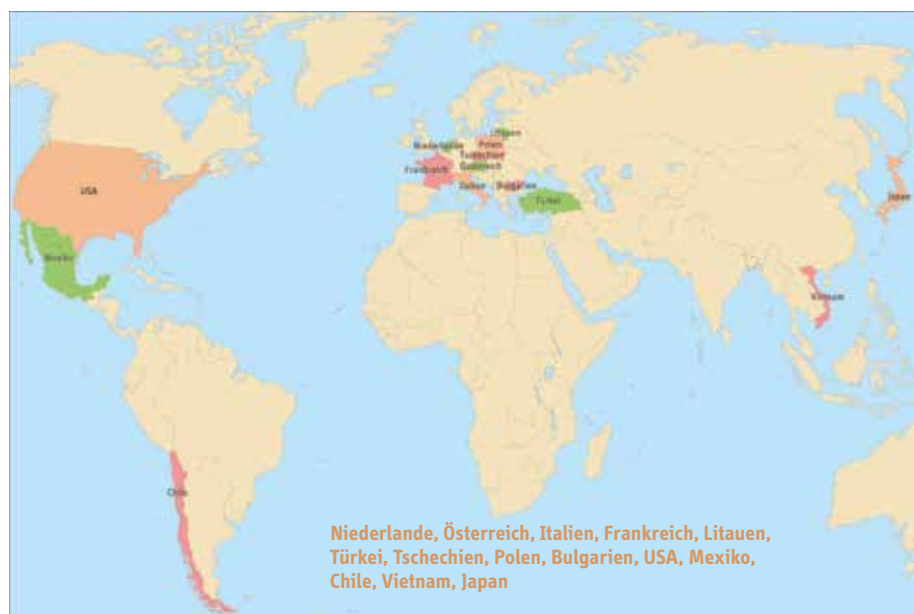 Litauen
Niederlande
Polen
Tschechien
Österreich
Frankreich
Italien
Bulgarien
Türkei
USA
Japan
Mexiko
Vietnam
Chile
Niederlande, Österreich, Italien, Frankreich, Litauen,
Türkei, Tschechien, Polen, Bulgarien, USA, Mexiko,
Chile, Vietnam, Japan